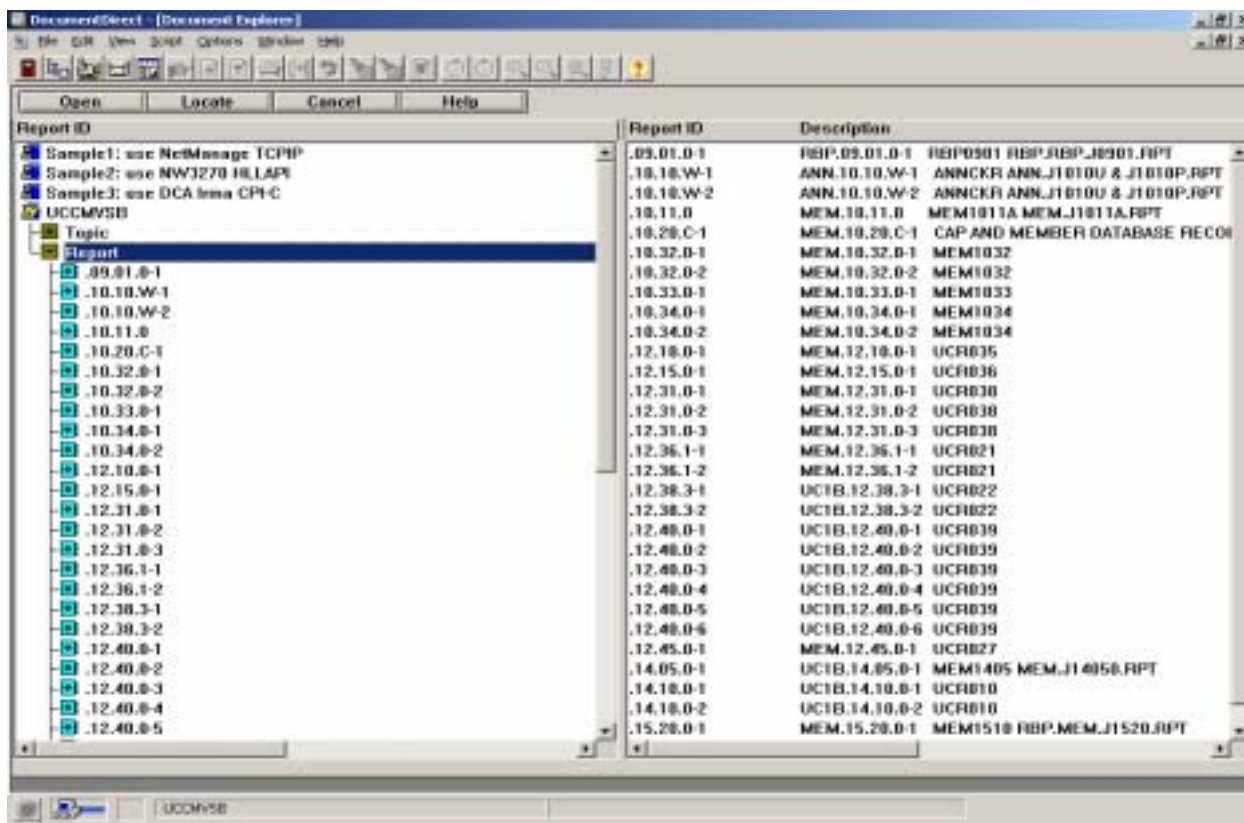 DocumentDirect - [Document Explorer]
File Edit View Script Options Window Help
Open Locate Cancel Help
Report ID
Sample1: use NetManage TCPIP
Sample2: use NW3270 HLLAPI
Sample3: use DCA Irma CPI-C
UCCMVSB
Topic
Report
.09.01.0-1
.10.10.W-1
.10.10.W-2
.10.11.0
.10.20.C-1
.10.32.0-1
.10.32.0-2
.10.33.0-1
.10.34.0-1
.10.34.0-2
.12.10.0-1
.12.15.0-1
.12.31.0-1
.12.31.0-2
.12.31.0-3
.12.36.1-1
.12.36.1-2
.12.38.3-1
.12.38.3-2
.12.40.0-1
.12.40.0-2
.12.40.0-3
.12.40.0-4
.12.40.0-5
Report ID Description
.09.01.0-1 RBP.09.01.0-1 RBP0901 RBP.RBP.J0901.RPT
.10.10.W-1 ANN.10.10.W-1 ANNCKR ANN.J1010U & J1010P.RPT
.10.10.W-2 ANN.10.10.W-2 ANNCKR ANN.J1010U & J1010P.RPT
.10.11.0 MEM.10.11.0 MEM1011A MEM.J1011A.RPT
.10.20.C-1 MEM.10.20.C-1 CAP AND MEMBER DATABASE
.10.32.0-1 MEM.10.32.0-1 MEM1032
.10.32.0-2 MEM.10.32.0-2 MEM1032
.10.33.0-1 MEM.10.33.0-1 MEM1033
.10.34.0-1 MEM.10.34.0-1 MEM1034
.10.34.0-2 MEM.10.34.0-2 MEM1034
.12.10.0-1 MEM.12.10.0-1 UCR035
.12.15.0-1 MEM.12.15.0-1 UCR036
.12.31.0-1 MEM.12.31.0-1 UCR038
.12.31.0-2 MEM.12.31.0-2 UCR038
.12.31.0-3 MEM.12.31.0-3 UCR038
.12.36.1-1 MEM.12.36.1-1 UCR021
.12.36.1-2 MEM.12.36.1-2 UCR021
.12.38.3-1 UC1B.12.38.3-1 UCR022
.12.38.3-2 UC1B.12.38.3-2 UCR022
.12.40.0-1 UC1B.12.40.0-1 UCR039
.12.40.0-2 UC1B.12.40.0-2 UCR039
.12.40.0-3 UC1B.12.40.0-3 UCR039
.12.40.0-4 UC1B.12.40.0-4 UCR039
.12.40.0-5 UC1B.12.40.0-5 UCR039
.12.40.0-6 UC1B.12.40.0-6 UCR039
.12.45.0-1 MEM.12.45.0-1 UCR027
.14.05.0-1 UC1B.14.05.0-1 MEM1405 MEM.J14050.RPT
.14.10.0-1 UC1B.14.10.0-1 UCR010
.14.10.0-2 UC1B.14.10.0-2 UCR010
.15.20.0-1 MEM.15.20.0-1 MEM1510 RBP.MEM.J1520.RPT
UCCMVSB